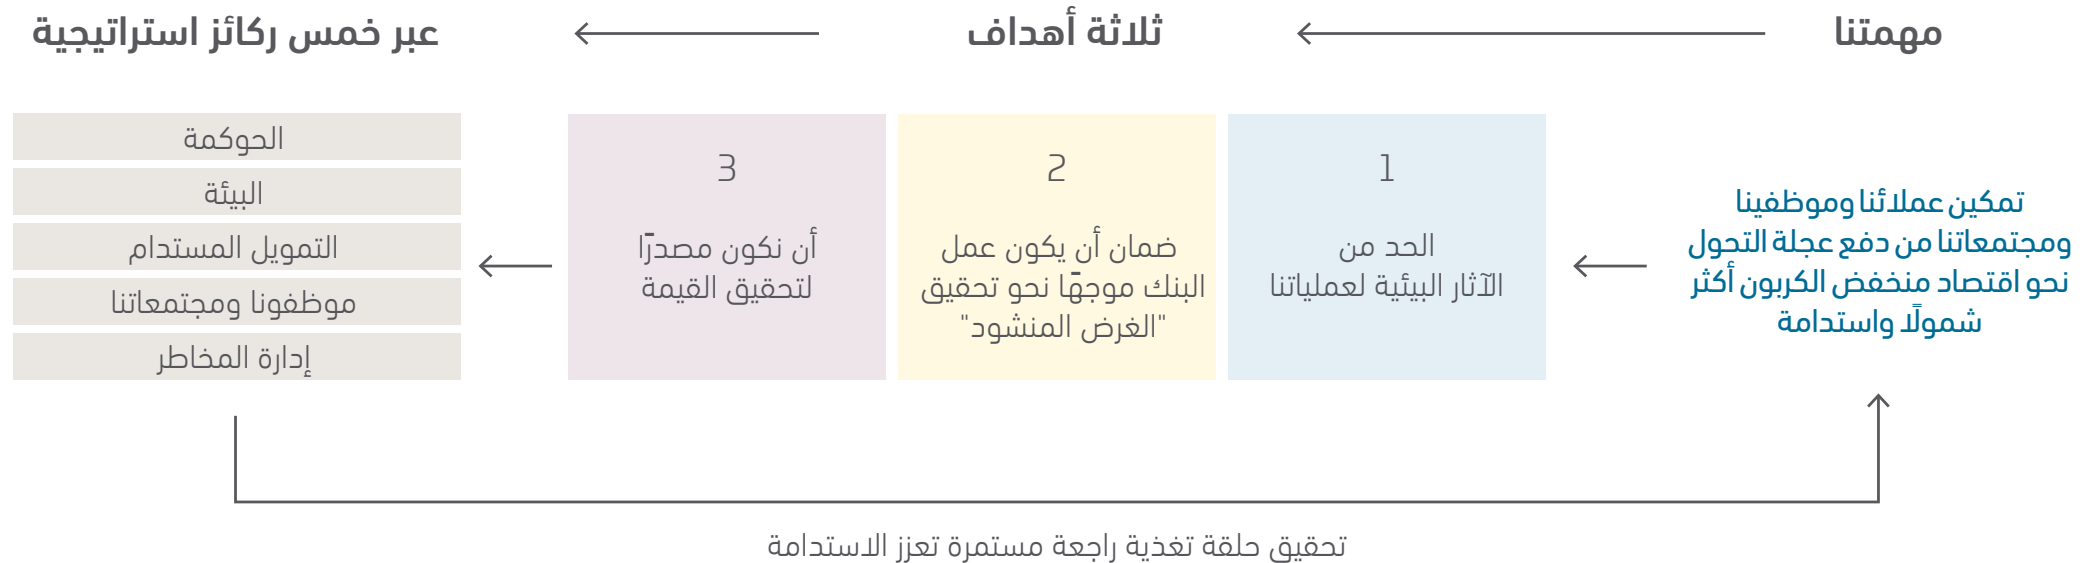 مهمتنا
ثلاثة أهداف
عبر خمس ركائز استراتيجية
تمكين عملائنا وموظفينا
ومجتمعاتنا من دفع عجلة التحول
نحو اقتصاد منخفض الكربون أكثر
شمولًا واستدامة
1
الحد من
الآثار البيئية لعملياتنا
2
ضمان أن يكون عمل
البنك موجهًا نحو تحقيق
"الغرض المنشود"
3
أن نكون مصدرًا
لتحقيق القيمة
الحوكمة
البيئة
التمويل المستدام
موظفونا ومجتمعاتنا
إدارة المخاطر
تحقيق حلقة تغذية راجعة مستمرة تعزز الاستدامة